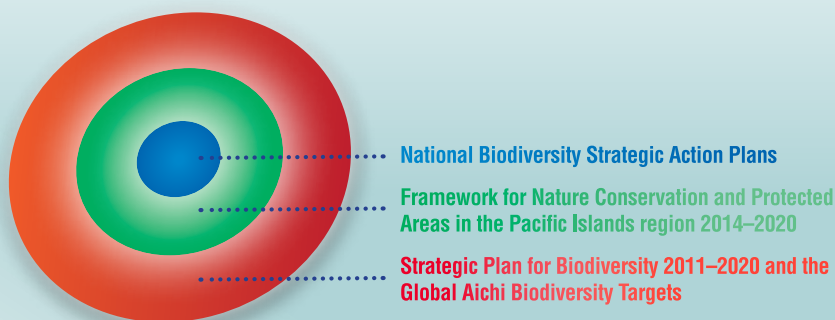 National Biodiversity Strategic Action Plans
Framework for Nature Conservation and Protected
Areas in the Pacific Islands region 2014–2020
Strategic Plan for Biodiversity 2011–2020 and the
Global Aichi Biodiversity Targets